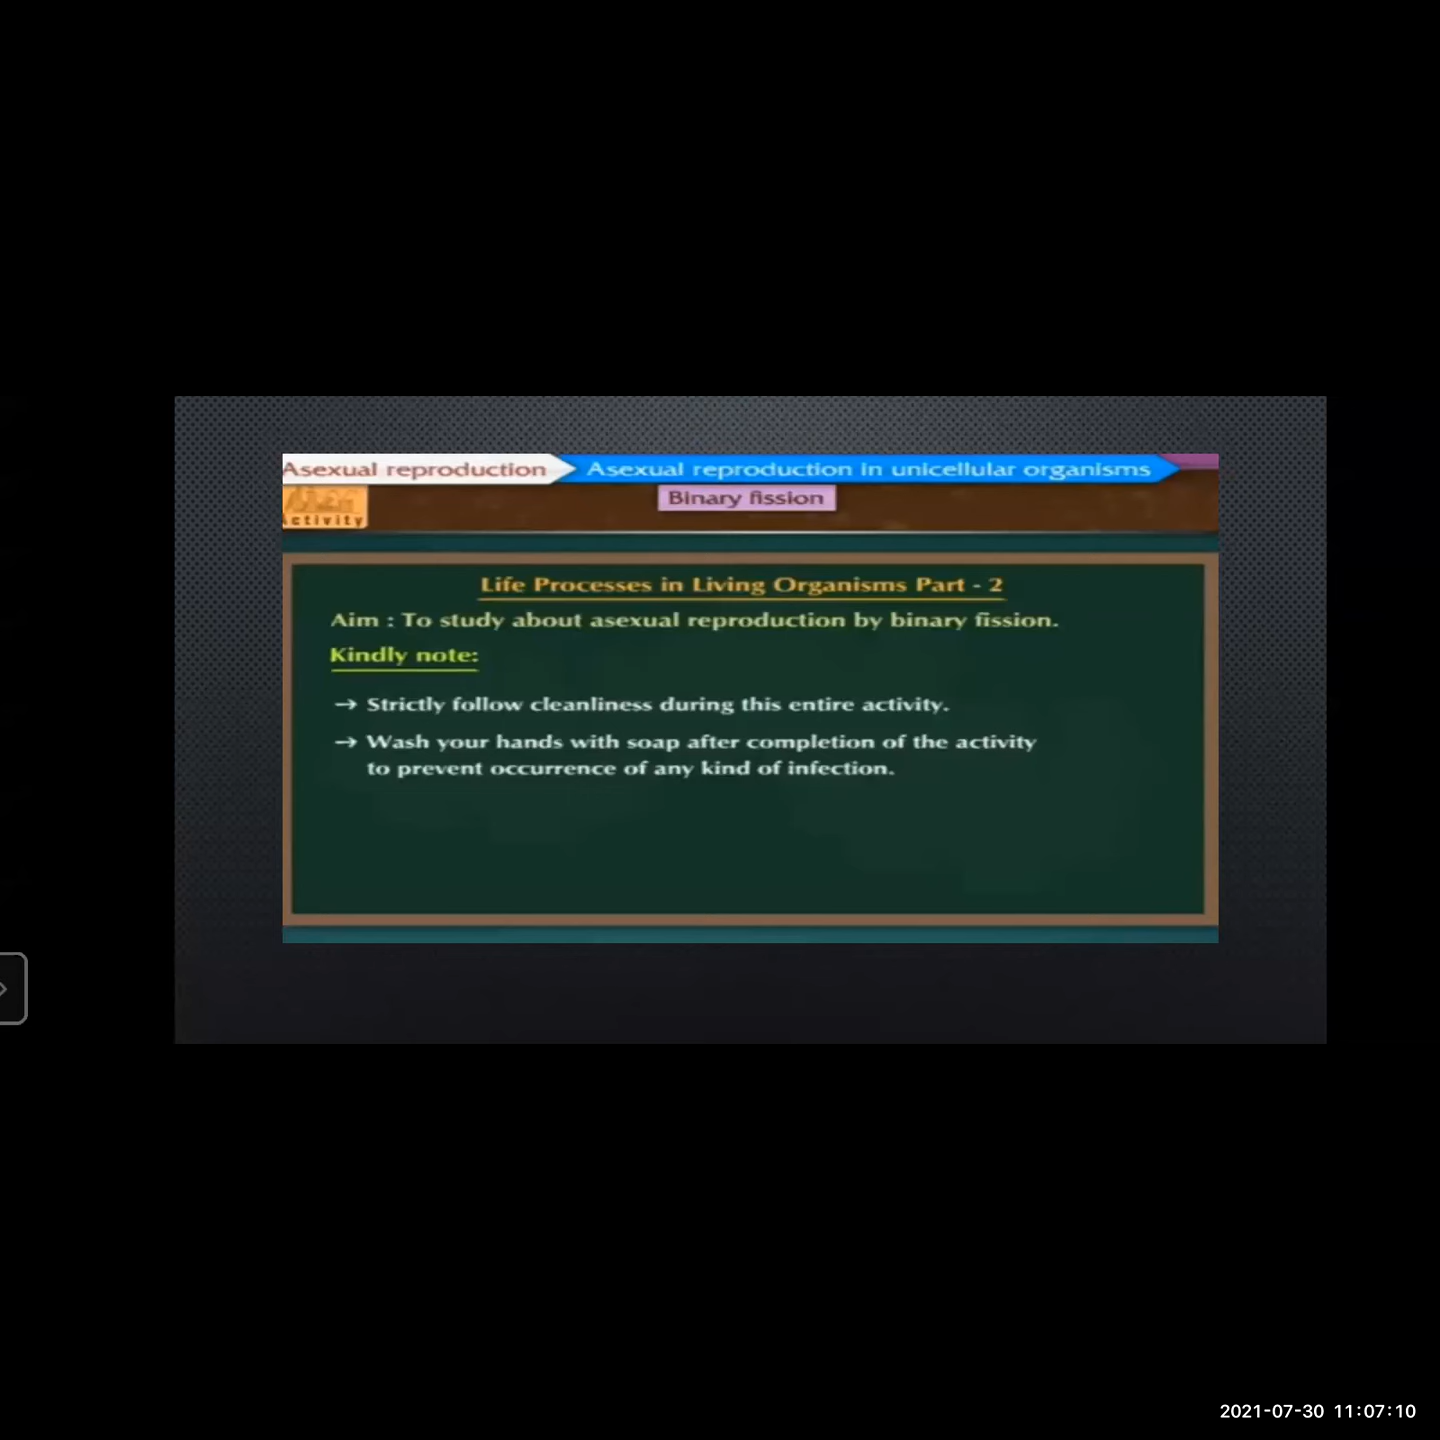 Asexual reproduction
Asexual reproduction in unicellular organisms
Activity
Binary fission
Life Processes in Living Organisms Part - 2
Aim : To study about asexual reproduction by binary fission.
Kindly note:
→ Strictly follow cleanliness during this entire activity.
→ Wash your hands with soap after completion of the activity
to prevent occurrence of any kind of infection.
2021-07-30 11:07:10